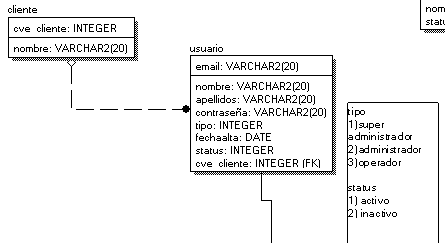 cliente
cve_cliente: INTEGER
nombre: VARCHAR2(20)
usuario
email: VARCHAR2(20)
nombre: VARCHAR2(20)
apellidos: VARCHAR2(20)
contraseña: VARCHAR2(20)
tipo: INTEGER
fechaalta: DATE
status: INTEGER
cve_cliente: INTEGER (FK)
tipo
1)super
administrador
2)administrador
3)operador
status
1) activo
2) inactivo
nom
statu